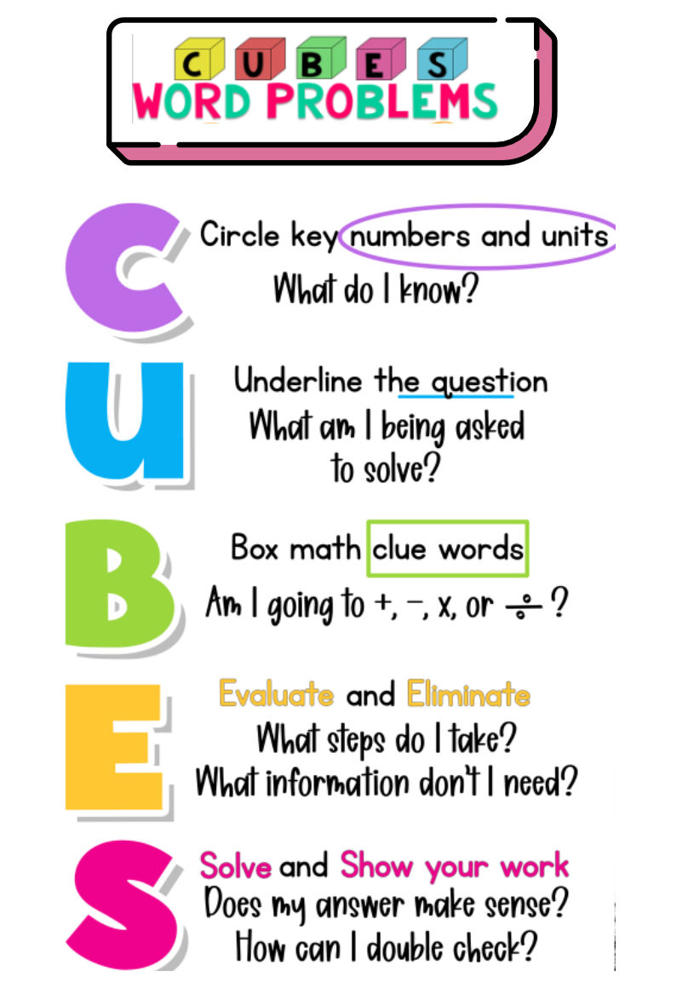 CUBES
WORD PROBLEMS
C
Circle key numbers and units
What do I know?
U
Underline the question
What am I being asked
to solve?
B
Box math clue words
Am I going to +, -, x, or ÷ ?
E
Evaluate and Eliminate
What steps do I take?
What information don't I need?
S
Solve and Show your work
Does my answer make sense?
How can I double check?